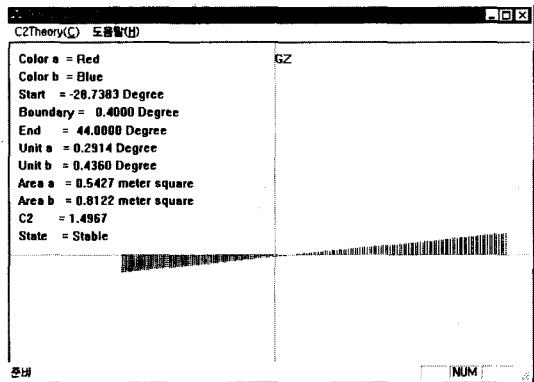 C2Theory(C) 도움말(H)
Color a = Red
Color b = Blue
Start = -28.7383 Degree
Boundary = 0.4000 Degree
End = 44.0000 Degree
Unit a = 0.2914 Degree
Unit b = 0.4360 Degree
Area a = 0.5427 meter square
Area b = 0.8122 meter square
C2 = 1.4967
State = Stable
GZ
준비 NUM